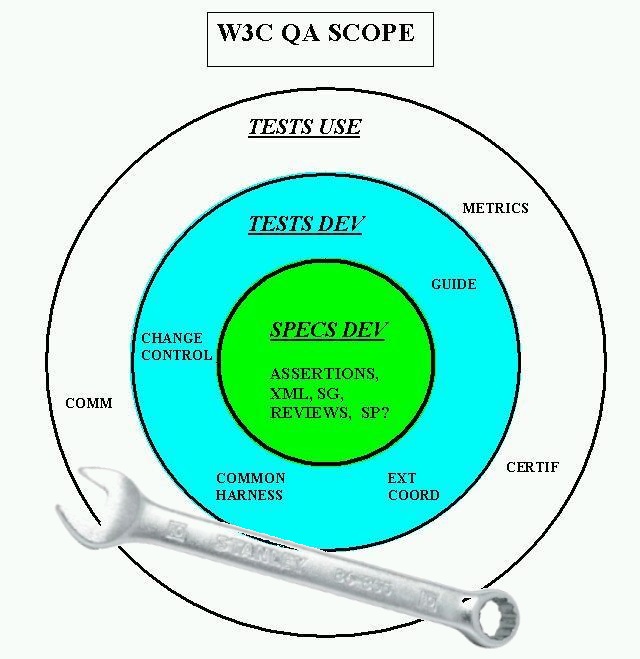 W3C QA SCOPE
TESTS USE
METRICS
TESTS DEV
GUIDE
SPECS DEV
CHANGE
CONTROL
ASSERTIONS,
XML, SG,
REVIEWS, SP?
COMM
CERTIF
COMMON
HARNESS
EXT
COORD
STANLEY